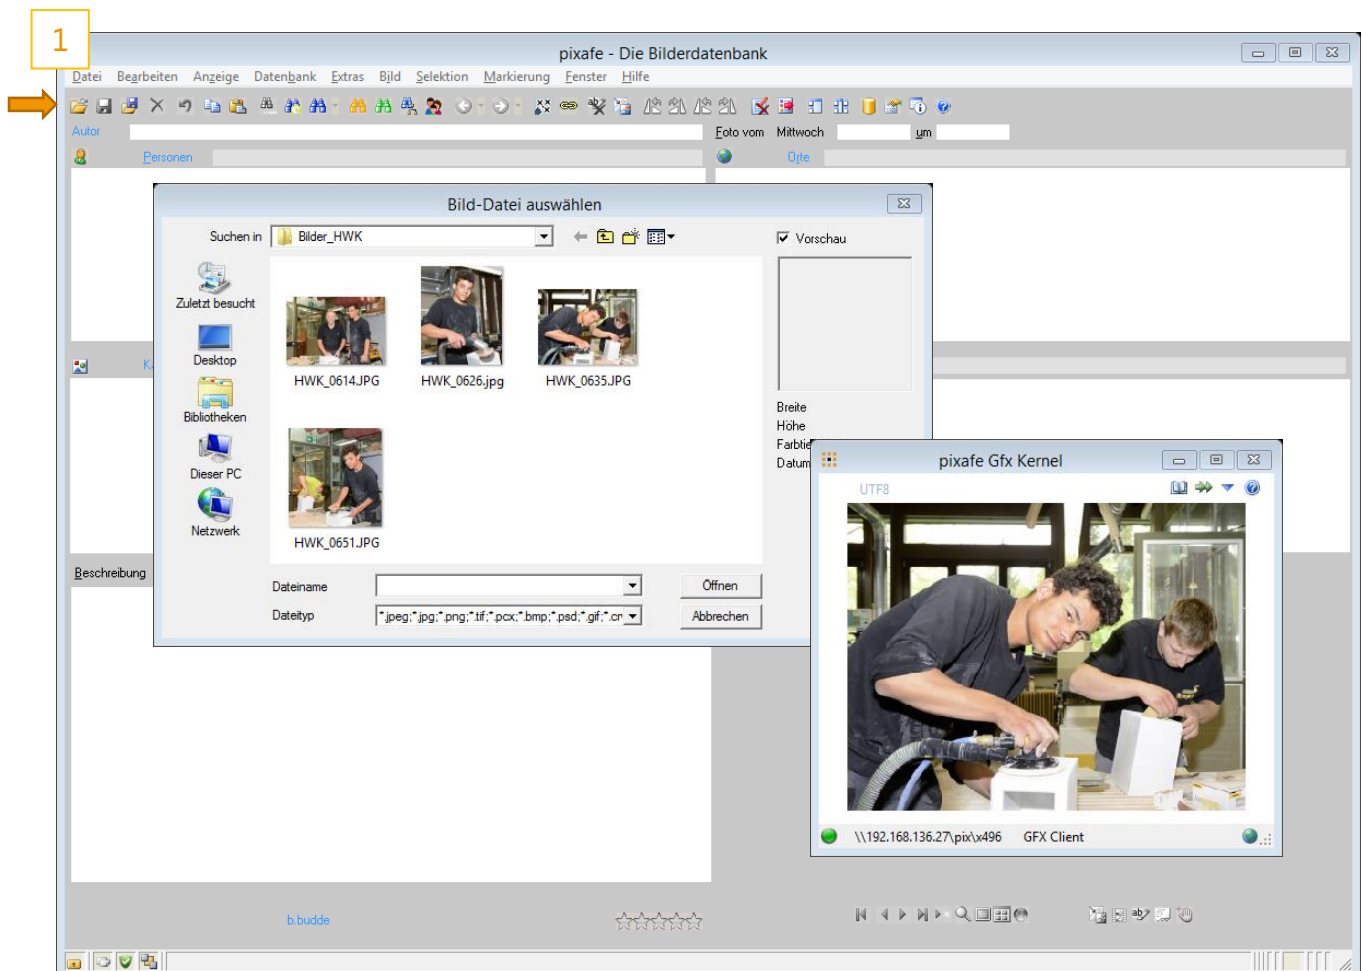 1
pixafe - Die Bilderdatenbank
Datei Bearbeiten Anzeige Datenbank Extras Bild Selektion Markierung Fenster Hilfe
Autor
Foto vom Mittwoch um
Personen
Orte
Bild-Datei auswählen
Suchen in Bilder_HWK
Vorschau
Zuletzt besucht
Desktop
Bibliotheken
Dieser PC
Netzwerk
HWK_0614.JPG HWK_0626.jpg HWK_0635.JPG
HWK_0651.JPG
Breite
Höhe
Datum
Dateiname
Öffnen
Dateityp *.jpeg;*.jpg;*.png;*.tif;*.pcx;*.bmp;*.psd;*.gif;*.cr
Abbrechen
pixafe Gfx Kernel
UTF8
\\192.168.136.27\pix\x496 GFX Client
Beschreibung
b.budde